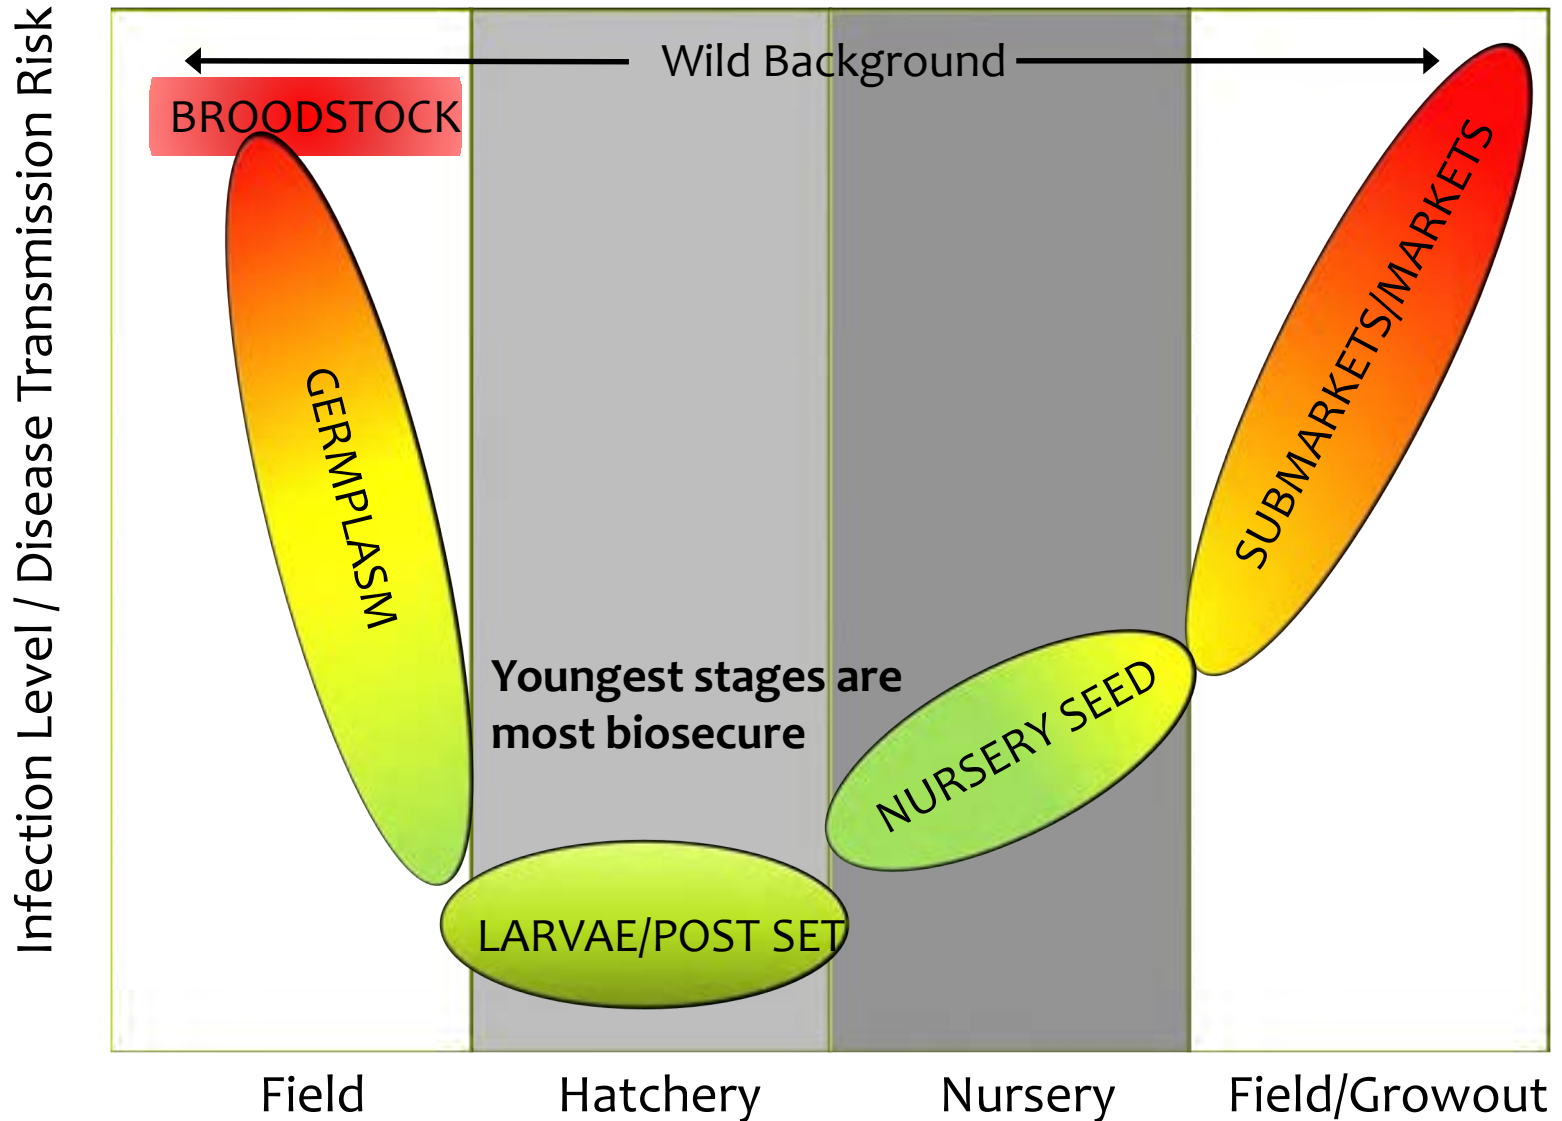 Infection Level / Disease Transmission Risk
Wild Background
BROODSTOCK
GERMPLASM
SUBMARKETS/MARKETS
Youngest stages are
most biosecure
NURSERY SEED
LARVAE/POST SET
Field
Hatchery
Nursery
Field/Growout